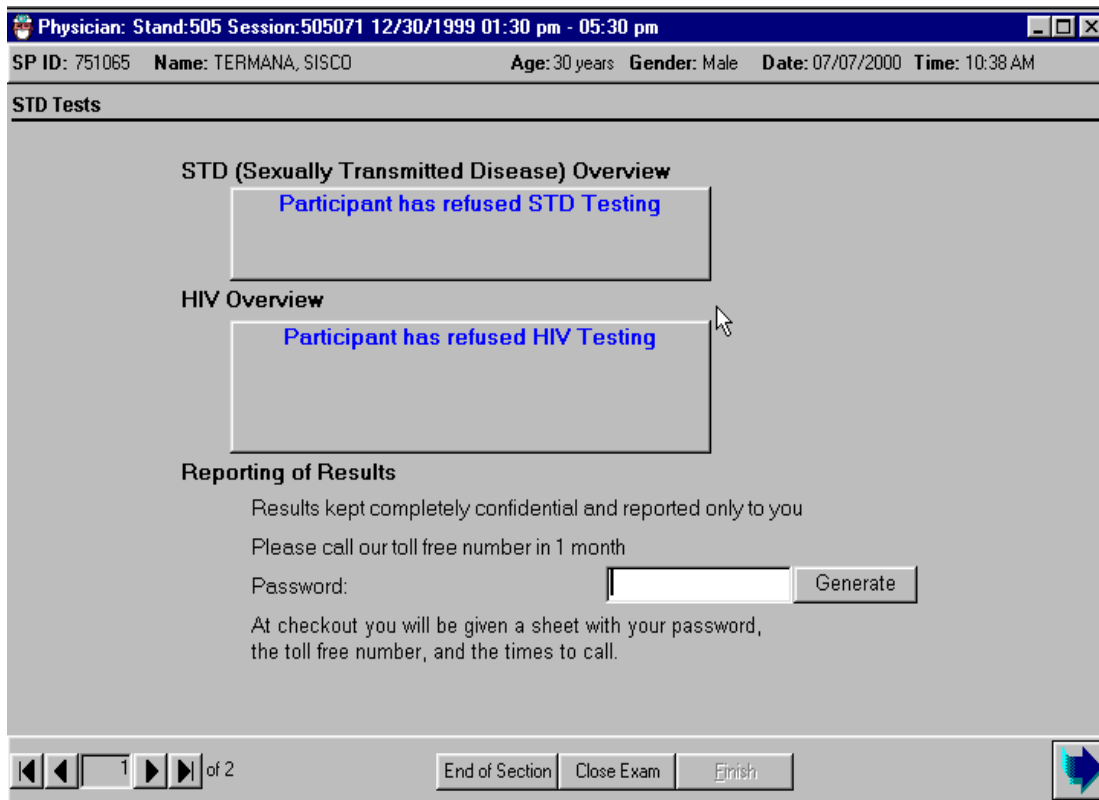 Physician: Stand:505 Session:505071 12/30/1999 01:30 pm - 05:30 pm
SP ID: 751065 Name: TERMANA, SISCO Age: 30 years Gender: Male Date: 07/07/2000 Time: 10:38 AM
STD Tests
STD (Sexually Transmitted Disease) Overview
Participant has refused STD Testing
HIV Overview
Participant has refused HIV Testing
Reporting of Results
Results kept completely confidential and reported only to you
Please call our toll free number in 1 month
Password: Generate
At checkout you will be given a sheet with your password,
the toll free number, and the times to call.
1 of 2 End of Section Close Exam Finish